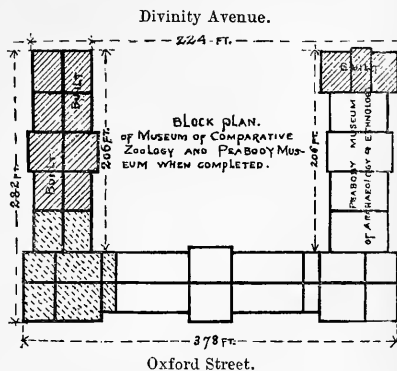 Divinity Avenue.
224 FT.
BUILT
BUILT
BUILT
BLOCK PLAN.
OF MUSEUM OF COMPARATIVE
ZOOLOGY AND PEABODY MUS-
EUM WHEN COMPLETED.
206 FT.
206 FT.
282 FT.
PEABODY MUSEUM
OF ARCHAEOLOGY & ETHNOLOGY
378 FT.
Oxford Street.